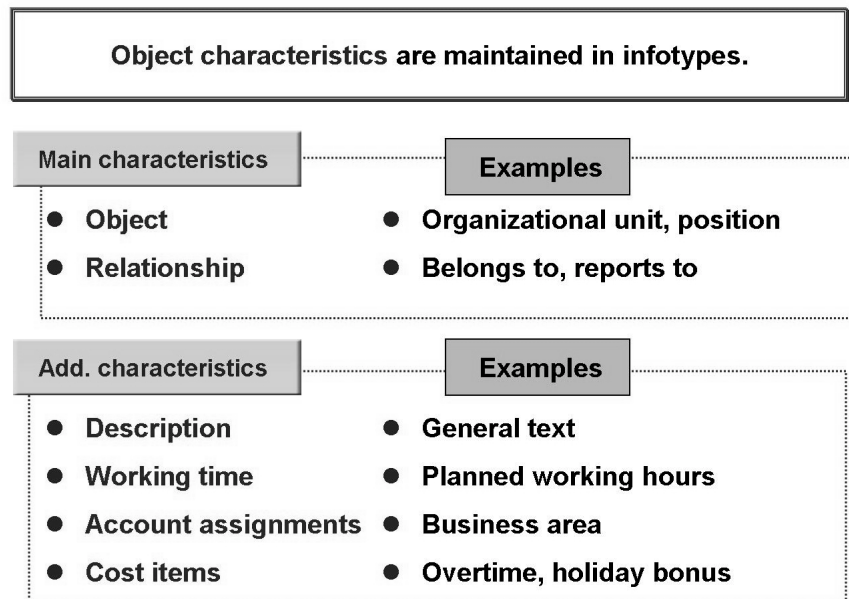 Object characteristics are maintained in infotypes.
Main characteristics
Examples
● Object
● Organizational unit, position
● Relationship
● Belongs to, reports to
Add. characteristics
Examples
● Description
● General text
● Working time
● Planned working hours
● Account assignments
● Business area
● Cost items
● Overtime, holiday bonus